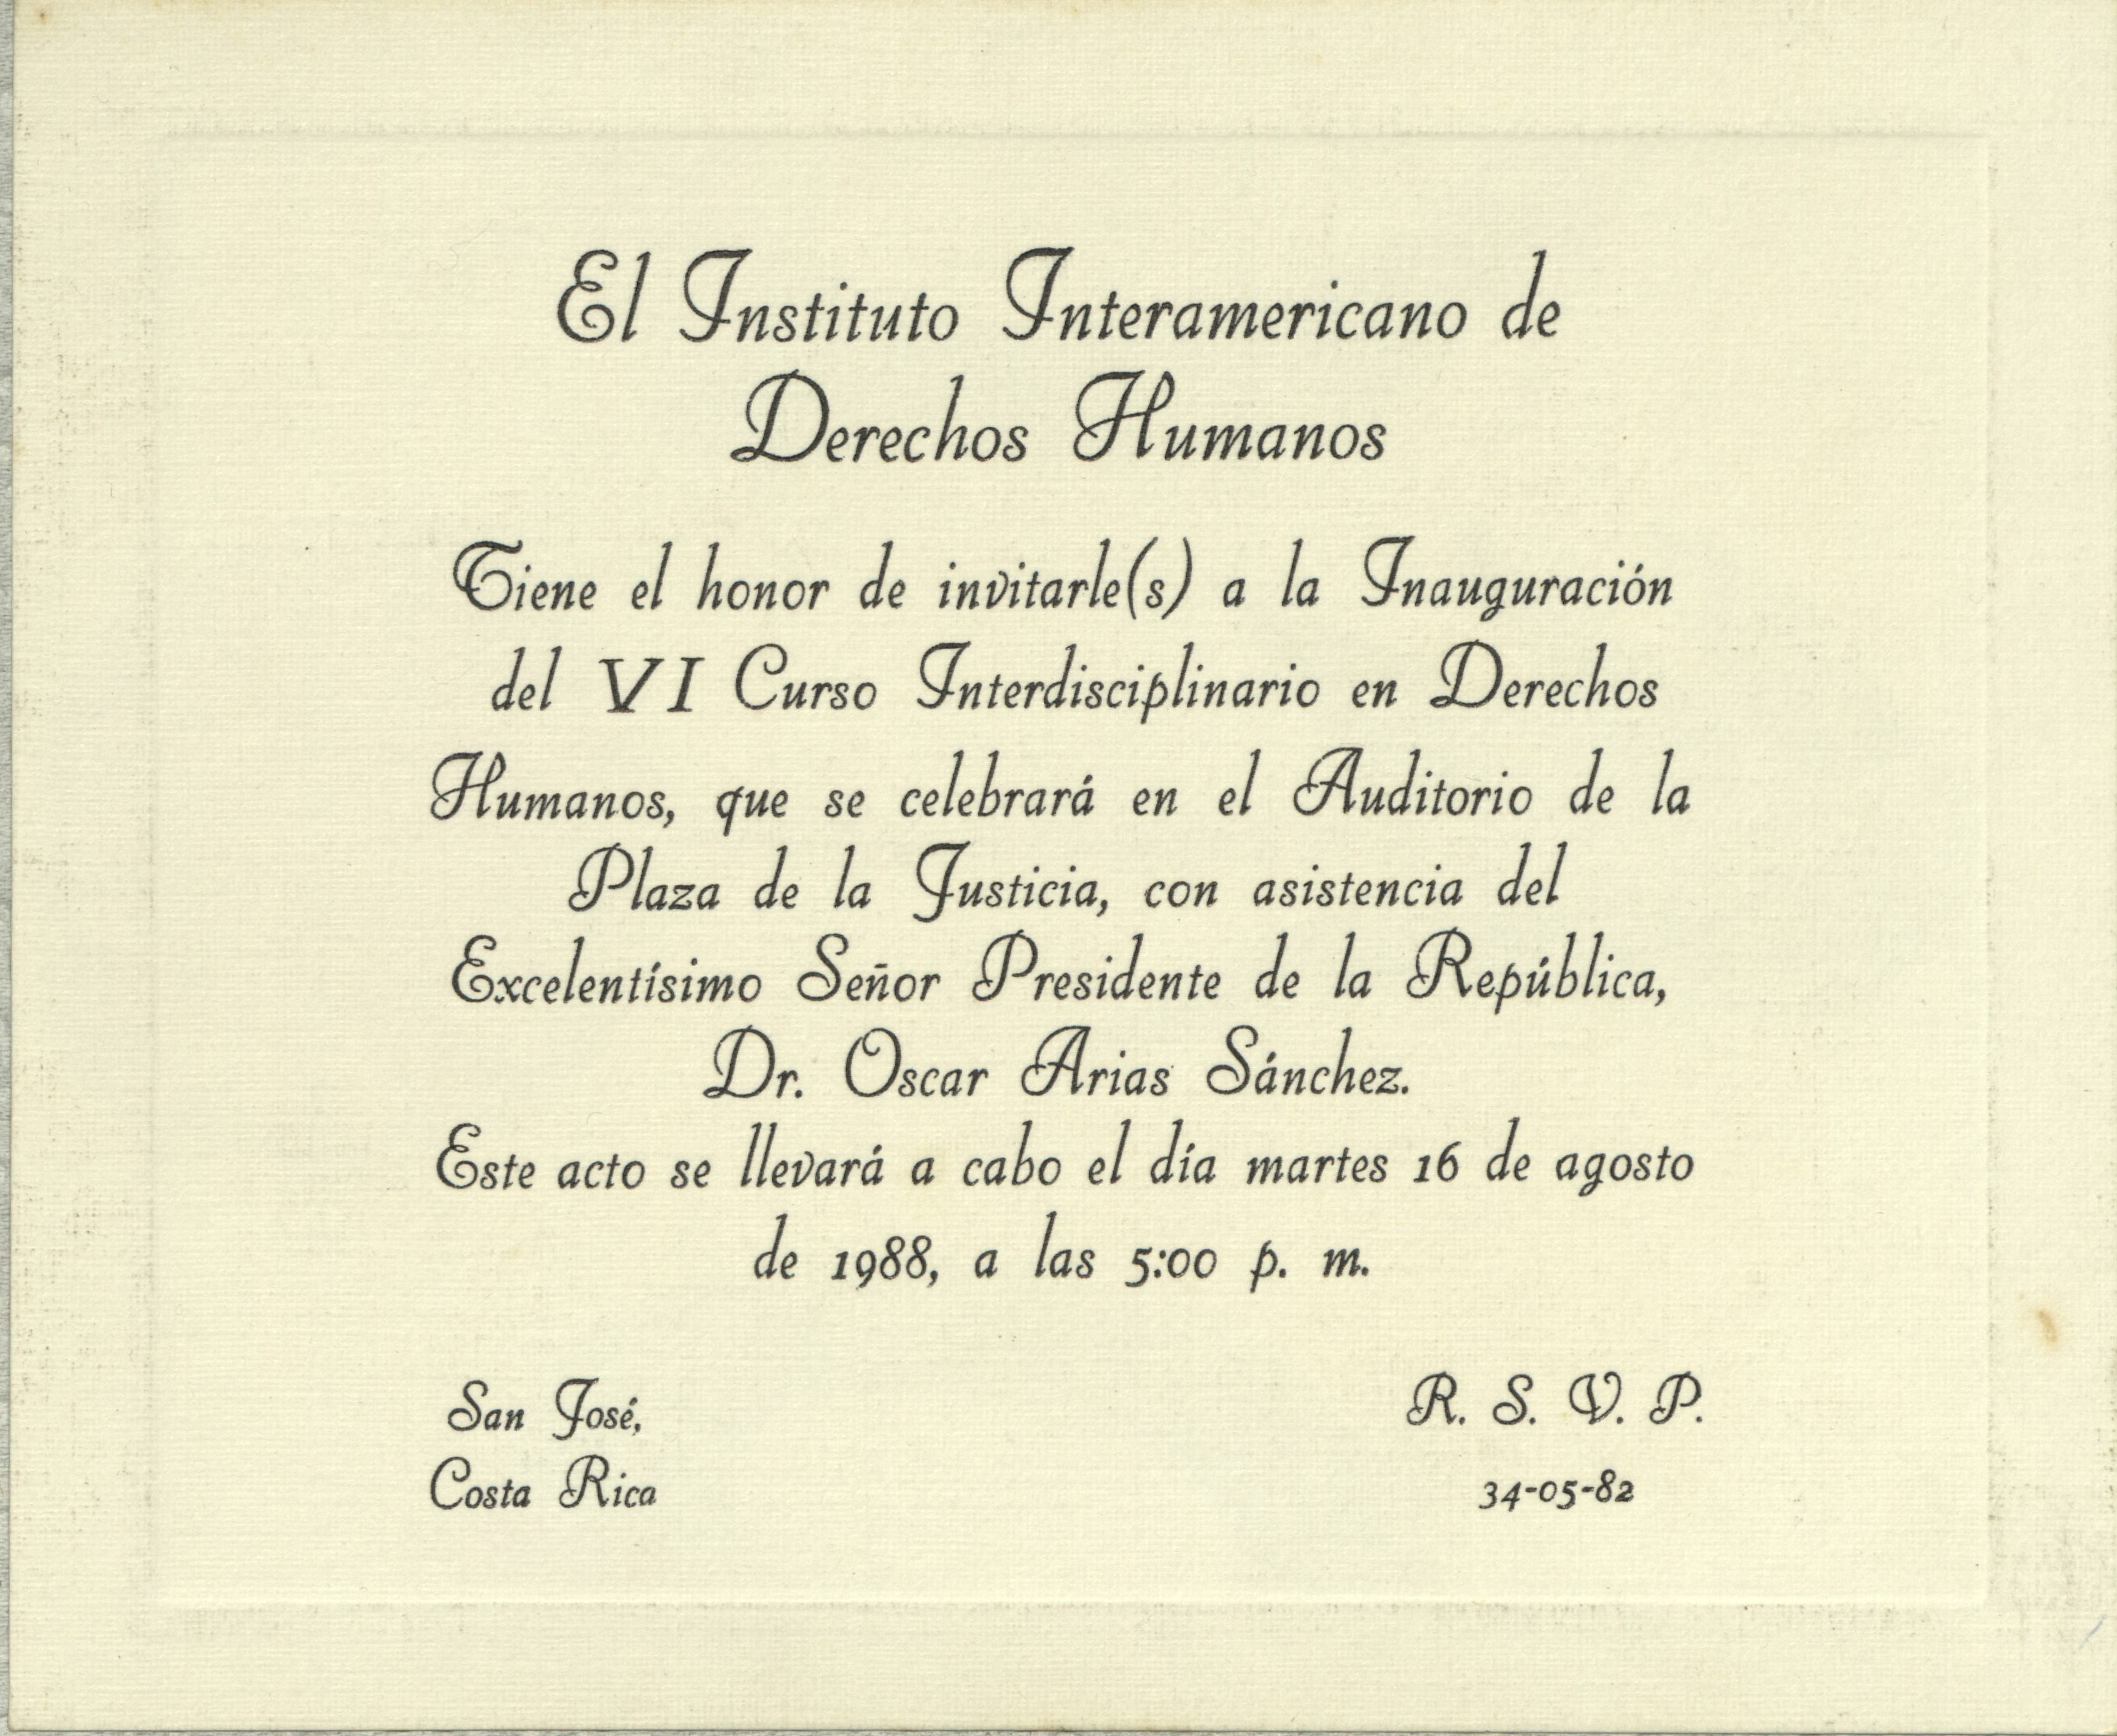 El Instituto Interamericano de
Derechos Humanos
Tiene el honor de invitarle(s) a la Inauguración
del VI Curso Interdisciplinario en Derechos
Humanos, que se celebrará en el Auditorio de la
Plaza de la Justicia, con asistencia del
Excelentísimo Señor Presidente de la República,
Dr. Oscar Arias Sánchez.
Este acto se llevará a cabo el día martes 16 de agosto
de 1988, a las 5:00 p. m.
San José,
Costa Rica
R. S. V. P.
34-05-82